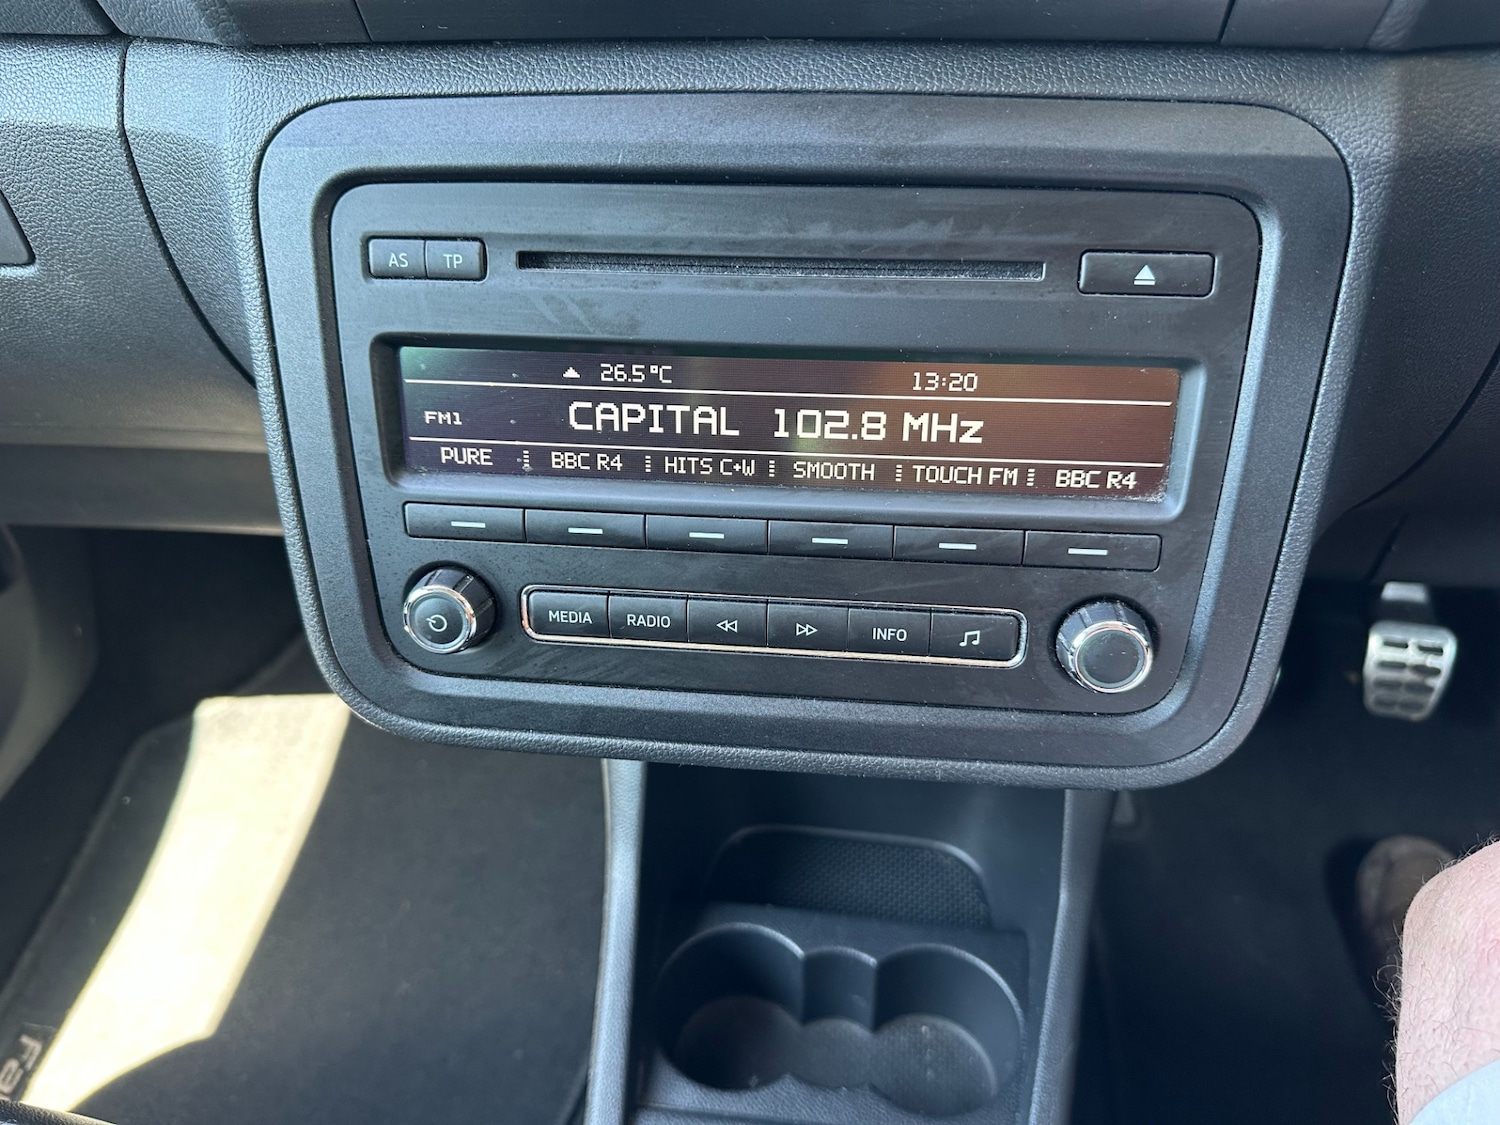 AS TP
26.5°C 13:20
FM1 CAPITAL 102.8 MHz
PURE BBC R4 HITS C+W SMOOTH TOUCH FM BBC R4
MEDIA RADIO INFO